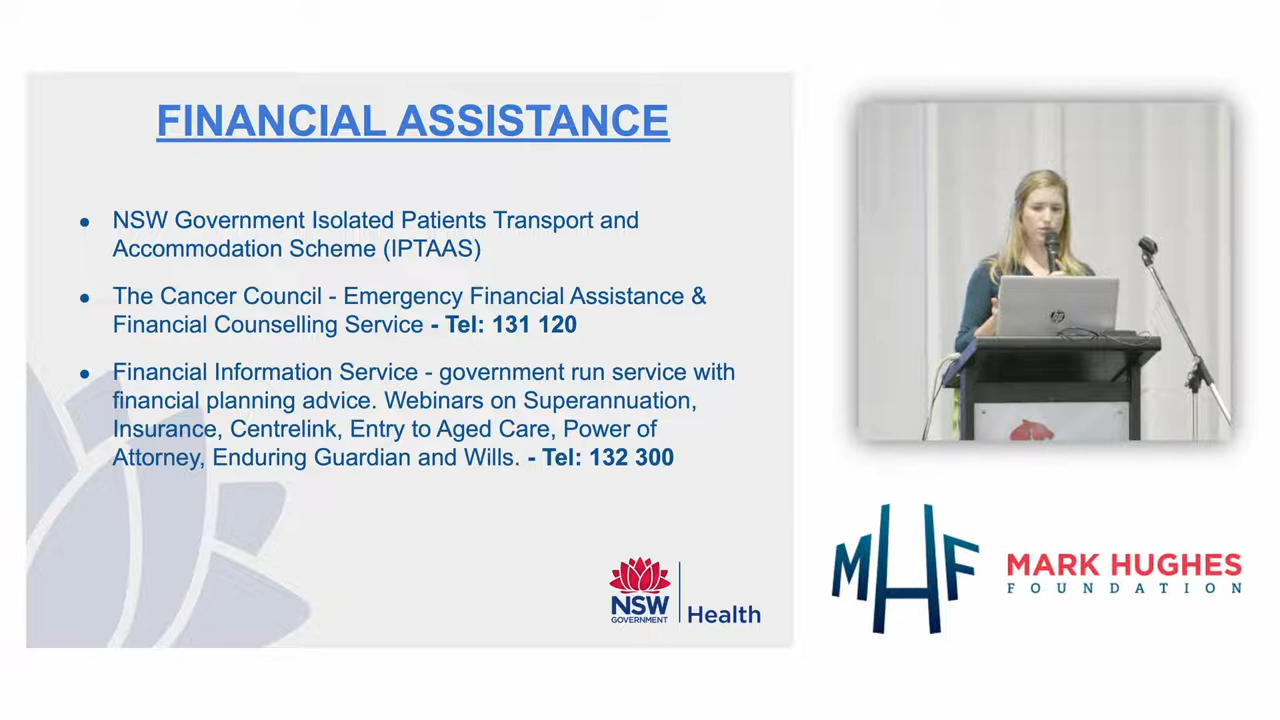 FINANCIAL ASSISTANCE
● NSW Government Isolated Patients Transport and
Accommodation Scheme (IPTAAS)
● The Cancer Council - Emergency Financial Assistance &
Financial Counselling Service - Tel: 131 120
● Financial Information Service - government run service with
financial planning advice. Webinars on Superannuation,
Insurance, Centrelink, Entry to Aged Care, Power of
Attorney, Enduring Guardian and Wills. - Tel: 132 300
NSW
GOVERNMENT
Health
hp
MHF
MARK HUGHES
FOUNDATION